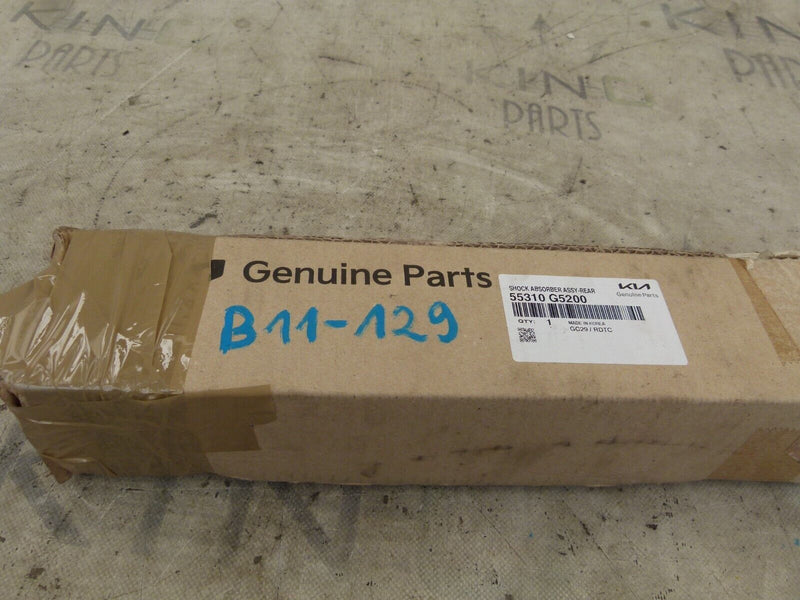 KING
PARTS
KING
PARTS
Genuine Parts
B11-129
SHOCK ABSORBER ASSY-REAR
55310 G5200
KIA
Genuine Parts
QTY: 1
MADE IN KOREA
GC29 / RDTC